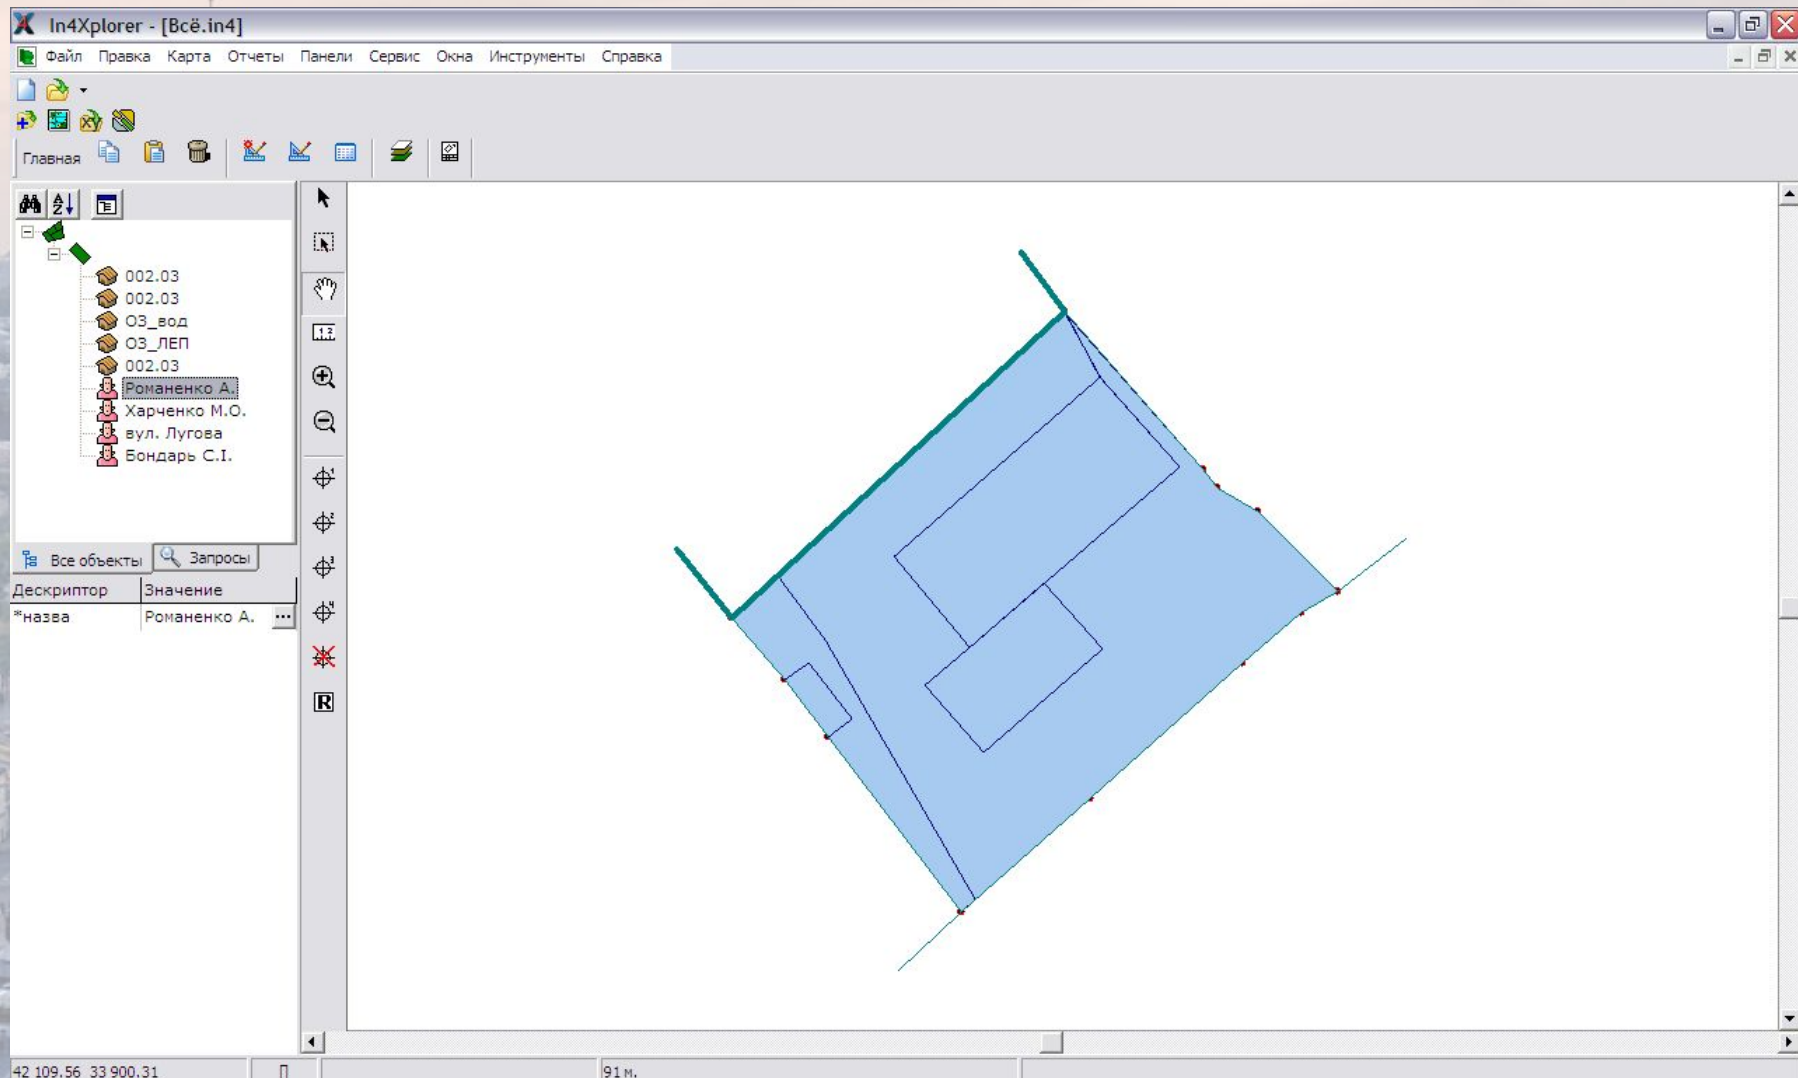 In4Xplorer - [Всё.in4]
Файл Правка Карта Отчеты Панели Сервис Окна Инструменты Справка
Главная
002.03
002.03
ОЗ_вод
ОЗ_ЛЕП
002.03
Романенко А.
Харченко М.О.
вул. Лугова
Бондарь С.І.
Все объекты Запросы
Дескриптор Значение
*назва Романенко А. ...
42 109.56 33 900.31 П 91 м.